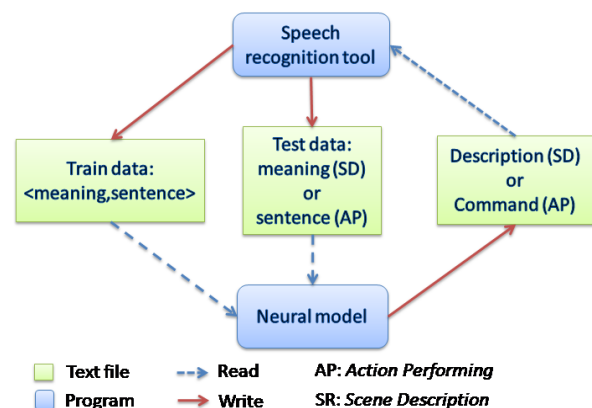 Speech
recognition tool
Train data:
<meaning,sentence>
Test data:
meaning (SD)
or
sentence (AP)
Description (SD)
or
Command (AP)
Neural model
Text file
Read
AP: Action Performing
Program
Write
SR: Scene Description